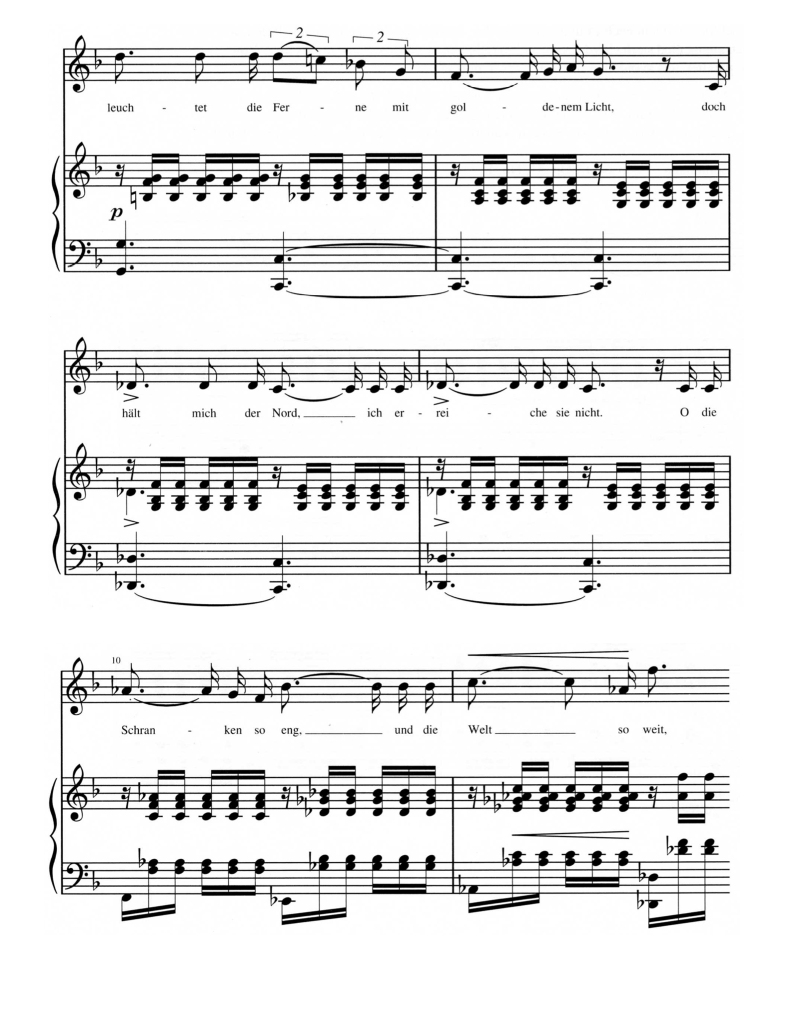 2 2
leuch - tet die Fer - ne mit gol - de - nem Licht, doch
p
hält mich der Nord, ich er - rei - che sie nicht. O die
10
Schran - ken so eng, und die Welt so weit,